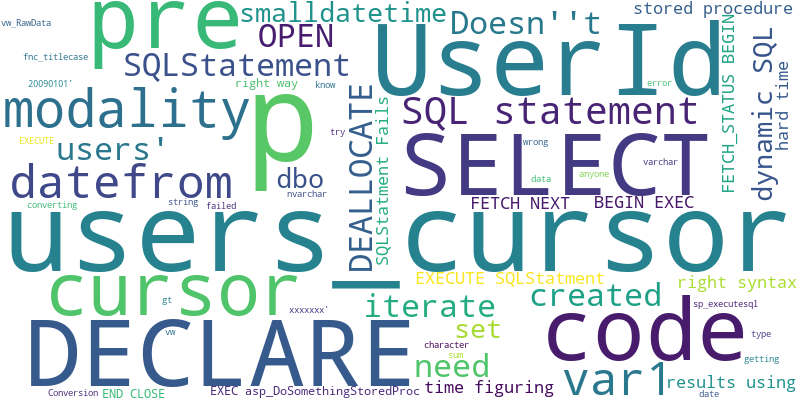 vw_RawData
pre
smalldatetime
Doesn''t
stored procedure
fnc_titlecase
OPEN
SQLStatement
UserId
FETCH_STATUS BEGIN
dynamic SQL
hard time
20090101'
right way
know
error
modality
p
DEALLOCATE
SQLStatment Fails
SQL statement
EXECUTE
try
wrong
users'
SELECT
varchar
datefrom
dbo
data
anyone
nvarchar
converting
string
failed
FETCH NEXT
BEGIN EXEC
users_cursor
cursor
EXECUTE SQLStatment
right syntax
gt
xxxxxxx'
iterate
created
sp_executesql
DECLARE
vw
set
code
type
character
sum
need
getting
var1
results using
Conversion
END CLOSE
EXEC asp_DoSomethingStoredProc
time figuring
date